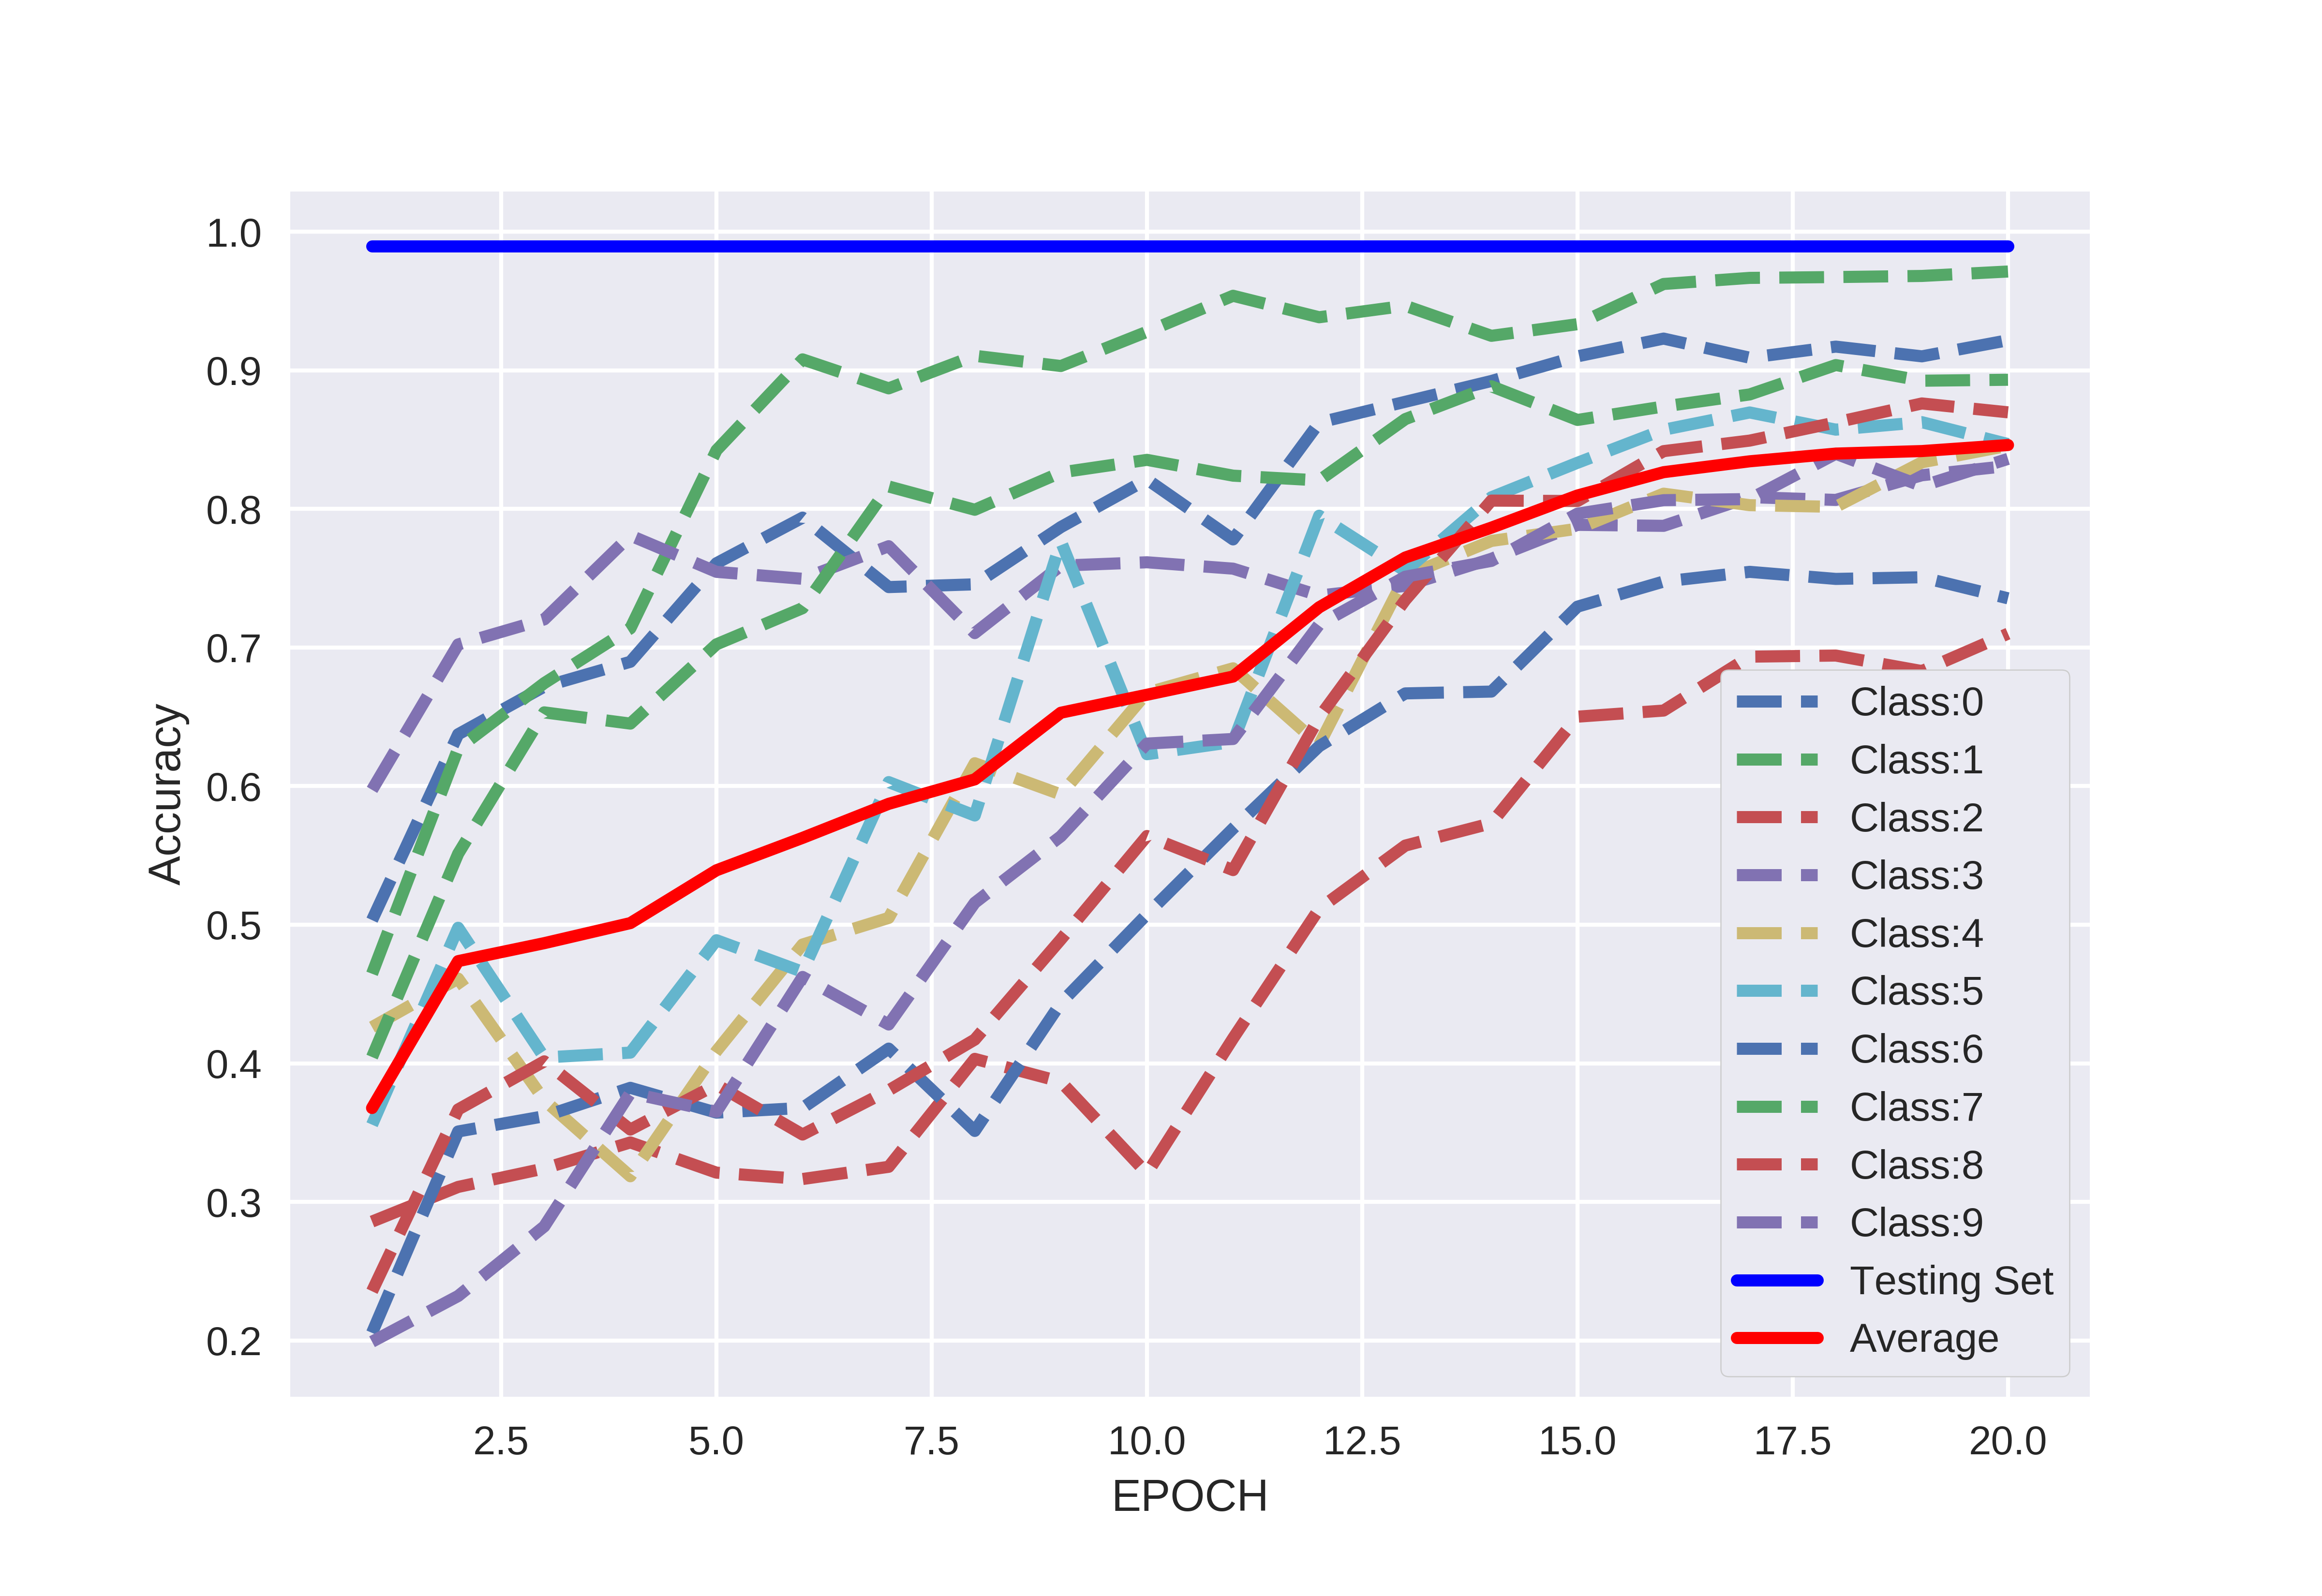 1.0
0.9
0.8
0.7
0.6
0.5
0.4
0.3
0.2
Accuracy
2.5 5.0 7.5 10.0 12.5 15.0 17.5 20.0
EPOCH
Class:0
Class:1
Class:2
Class:3
Class:4
Class:5
Class:6
Class:7
Class:8
Class:9
Testing Set
Average